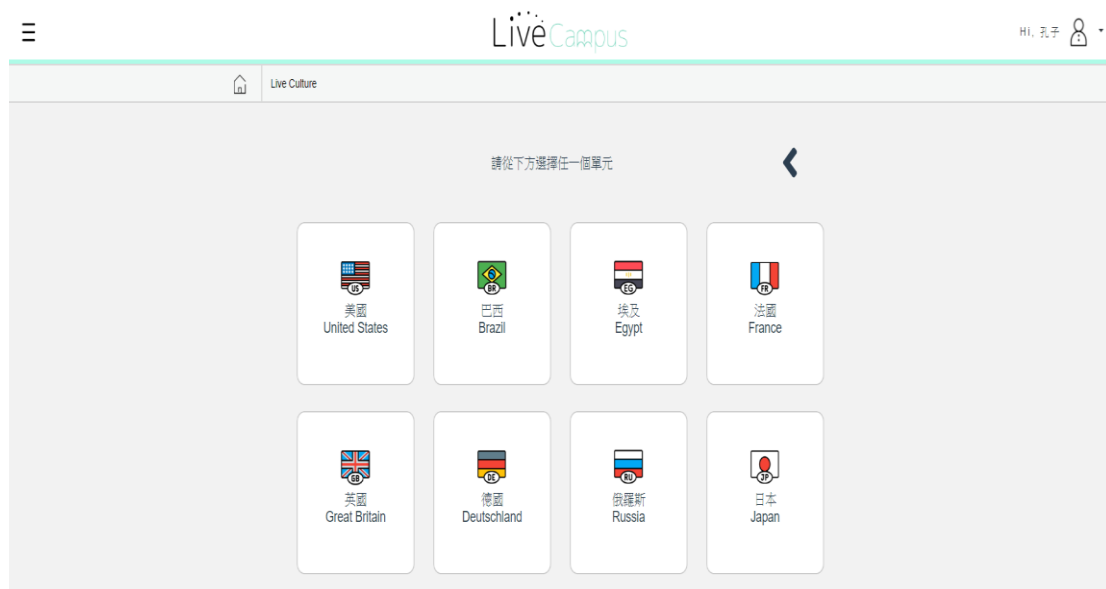 LiveCampus
Hi, 孔子
Live Culture
請從下方選擇任一個單元
US
美國
United States
BR
巴西
Brazil
EG
埃及
Egypt
FR
法國
France
GB
英國
Great Britain
DE
德國
Deutschland
RU
俄羅斯
Russia
JP
日本
Japan